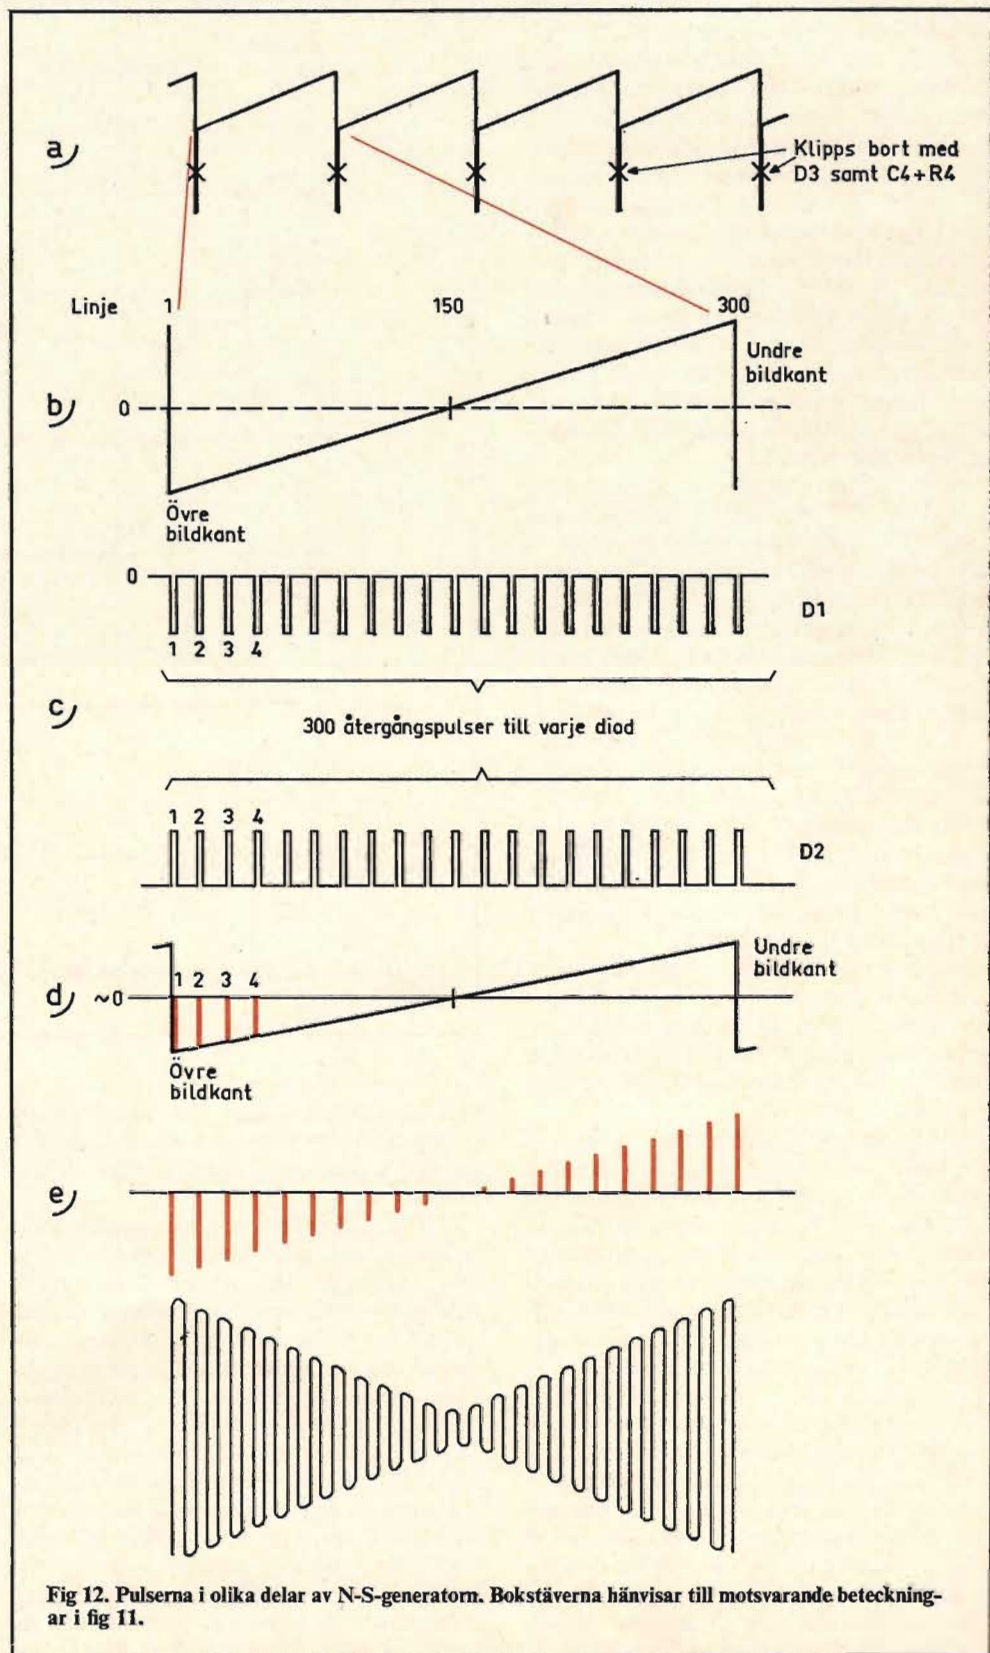 a)
Klipps bort med
D3 samt C4+R4
Linje 1 150 300
Undre
bildkant
b) 0
Övre
bildkant
0
D1
1 2 3 4
c)
300 återgångspulser till varje diod
1 2 3 4
D2
Undre
bildkant
1 2 3 4
d) ~0
Övre
bildkant
e)
Fig 12. Pulserna i olika delar av N-S-generatorn. Bokstäverna hänvisar till motsvarande beteckning-
ar i fig 11.